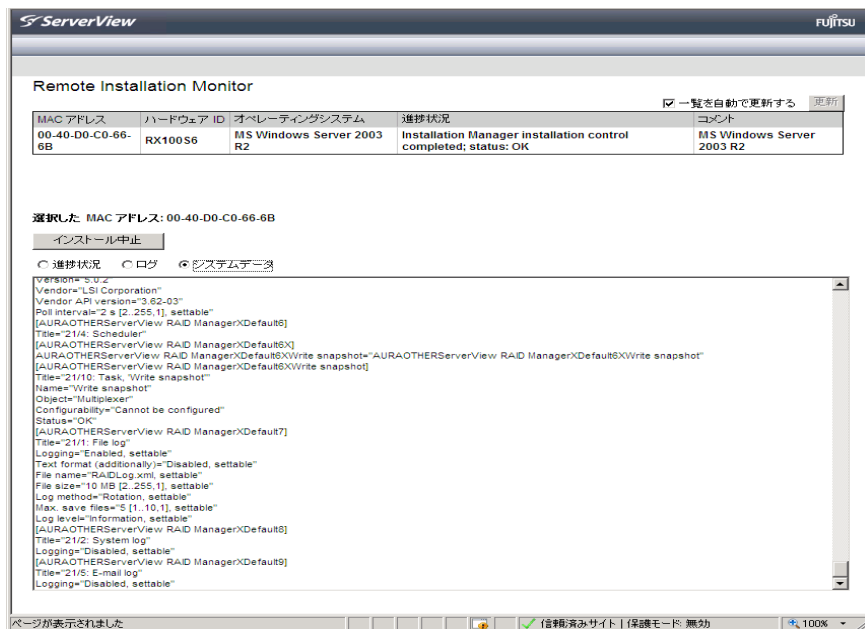 ServerView
FUJITSU
Remote Installation Monitor
一覧を自動で更新する 更新
MAC アドレス ハードウェア ID オペレーティングシステム 進捗状況 コメント
00-40-D0-C0-66-6B RX100S6 MS Windows Server 2003 R2 Installation Manager installation control completed; status: OK MS Windows Server 2003 R2
選択した MAC アドレス: 00-40-D0-C0-66-6B
インストール中止
進捗状況 ログ システムデータ
Version="5.0.2"
Vendor="LSI Corporation"
Vendor API version="3.62-03"
Poll interval="2 s [2..255,1], settable"
[AURAOTHERServerView RAID ManagerXDefault6]
Title="21/4: Scheduler"
[AURAOTHERServerView RAID ManagerXDefault6X]
AURAOTHERServerView RAID ManagerXDefault6XWrite snapshot="AURAOTHERServerView RAID ManagerXDefault6XWrite snapshot"
[AURAOTHERServerView RAID ManagerXDefault6XWrite snapshot]
Title="21/10: Task, 'Write snapshot'"
Name="Write snapshot"
Object="Multiplexer"
Configurability="Cannot be configured"
Status="OK"
[AURAOTHERServerView RAID ManagerXDefault7]
Title="21/1: File log"
Logging="Enabled, settable"
Text format (additionally)="Disabled, settable"
File name="RAIDLog.xml, settable"
File size="10 MB [2..255,1], settable"
Log method="Rotation, settable"
Max. save files="5 [1..10,1], settable"
Log level="Information, settable"
[AURAOTHERServerView RAID ManagerXDefault8]
Title="21/2: System log"
Logging="Disabled, settable"
[AURAOTHERServerView RAID ManagerXDefault9]
Title="21/5: E-mail log"
Logging="Disabled, settable"
ページが表示されました 信頼済みサイト | 保護モード: 無効 100%